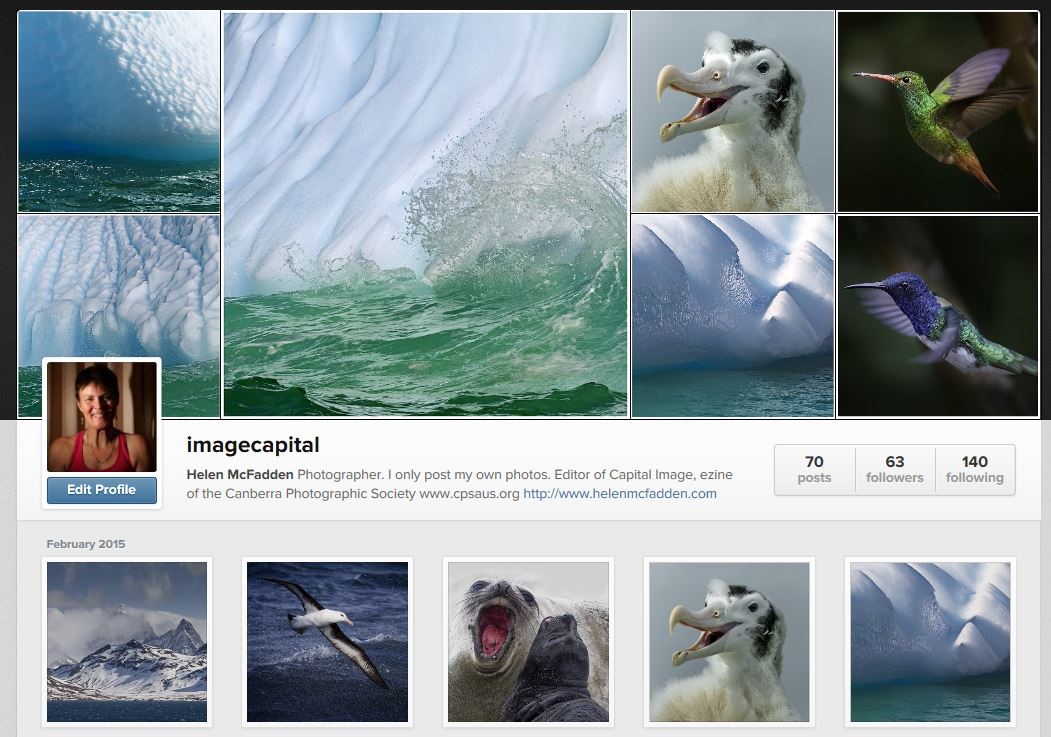 imagecapital
Helen McFadden Photographer. I only post my own photos. Editor of Capital Image, ezine
of the Canberra Photographic Society www.cpsaus.org http://www.helenmcfadden.com
70
posts
63
followers
140
following
Edit Profile
February 2015